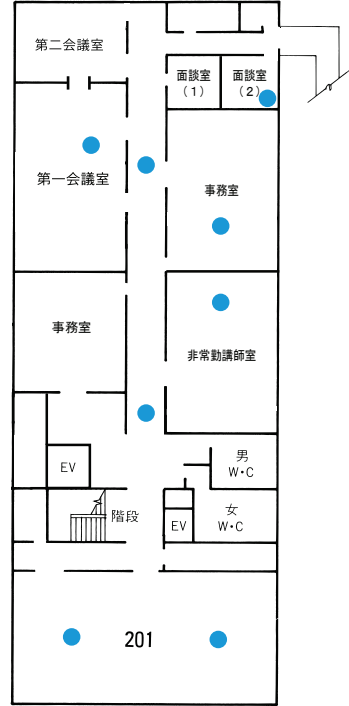 第二会議室
面談室
(1)
面談室
(2)
第一会議室
事務室
事務室
非常勤講師室
EV
男
W・C
階段
EV
女
W・C
201